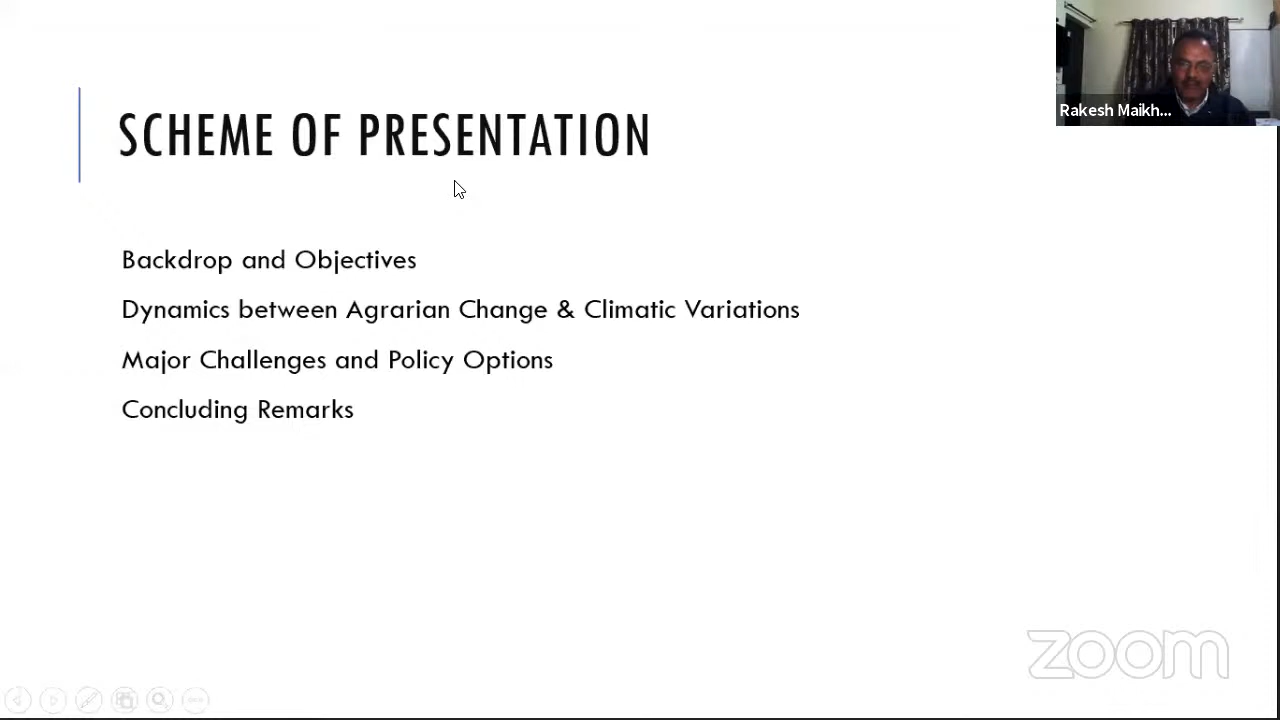 SCHEME OF PRESENTATION
Rakesh Maikh...
Backdrop and Objectives
Dynamics between Agrarian Change & Climatic Variations
Major Challenges and Policy Options
Concluding Remarks
zoom